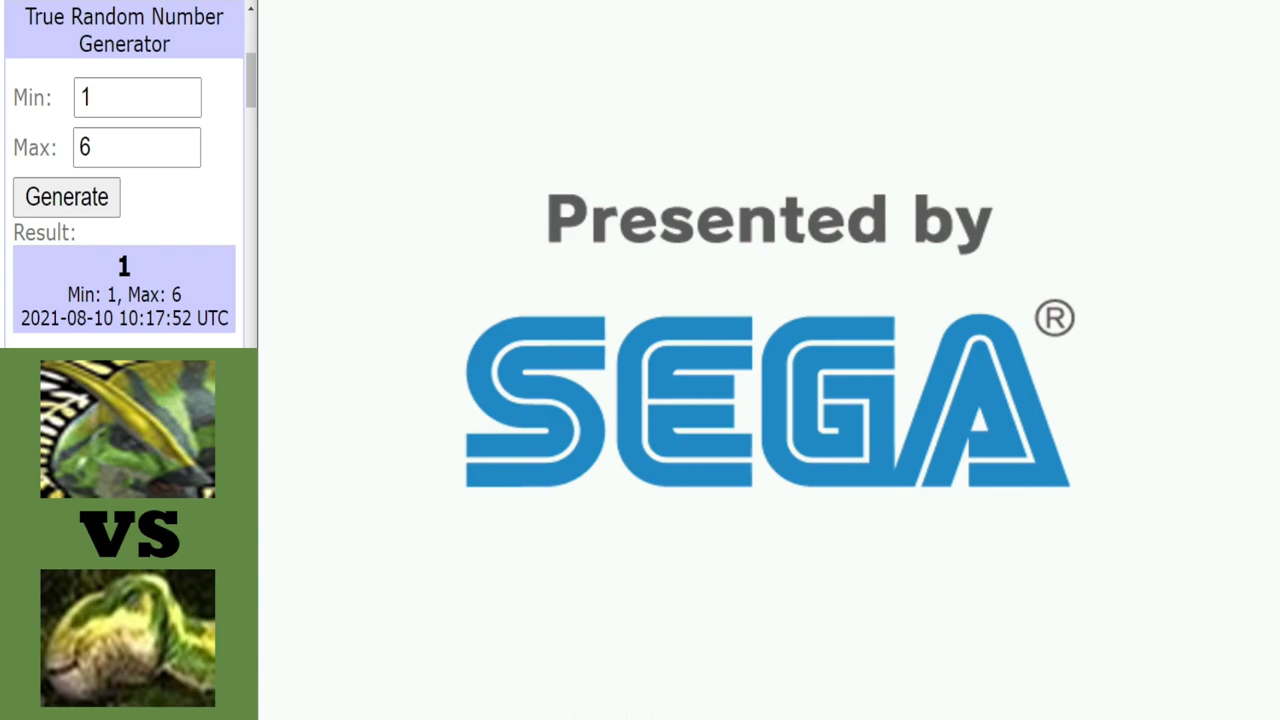 True Random Number
Generator
Min: 1
Max: 6
Generate
Result:
1
Min: 1, Max: 6
2021-08-10 10:17:52 UTC
VS
Presented by
SEGA®